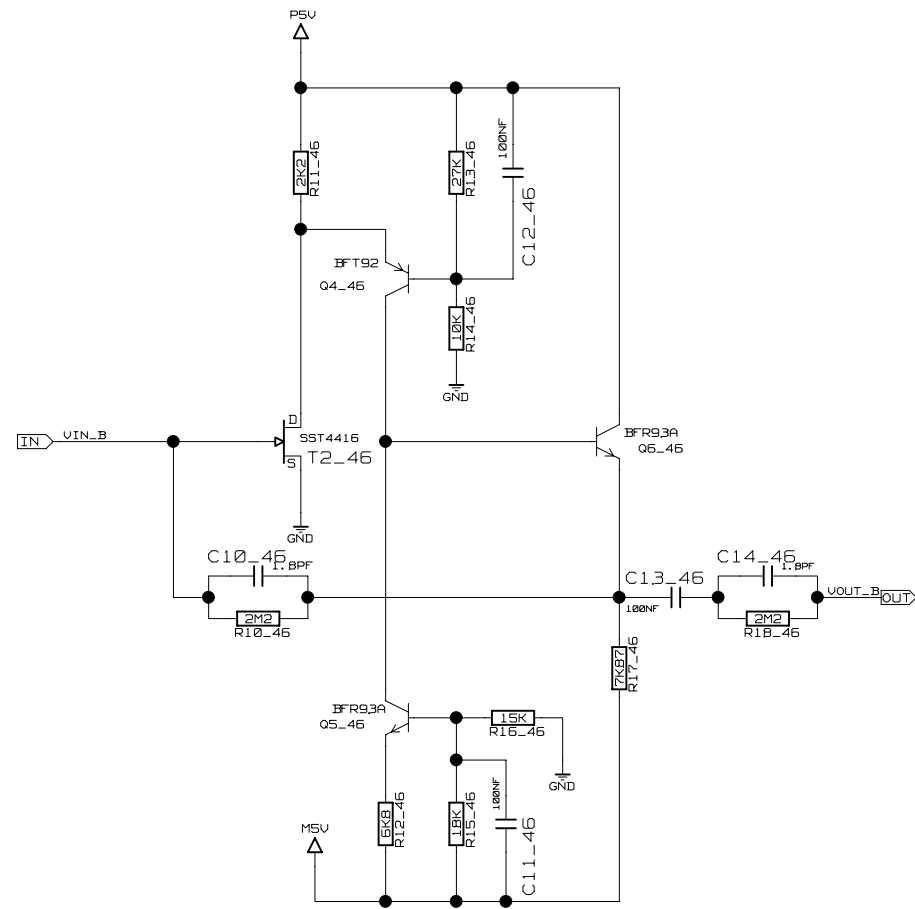 P5V
2K2
R11_46
27K
R13_46
100NF
C12_46
BFT92
Q4_46
10K
R14_46
GND
IN
VIN_B
D
SST4416
S
T2_46
BFR93A
Q6_46
GND
C10_46
1.8PF
2M2
R10_46
C13_46
100NF
C14_46
1.8PF
2M2
R18_46
VOUT_B
OUT
7K87
R17_46
BFR93A
Q5_46
15K
R16_46
GND
M5V
6K8
R12_46
18K
R15_46
100NF
C11_46